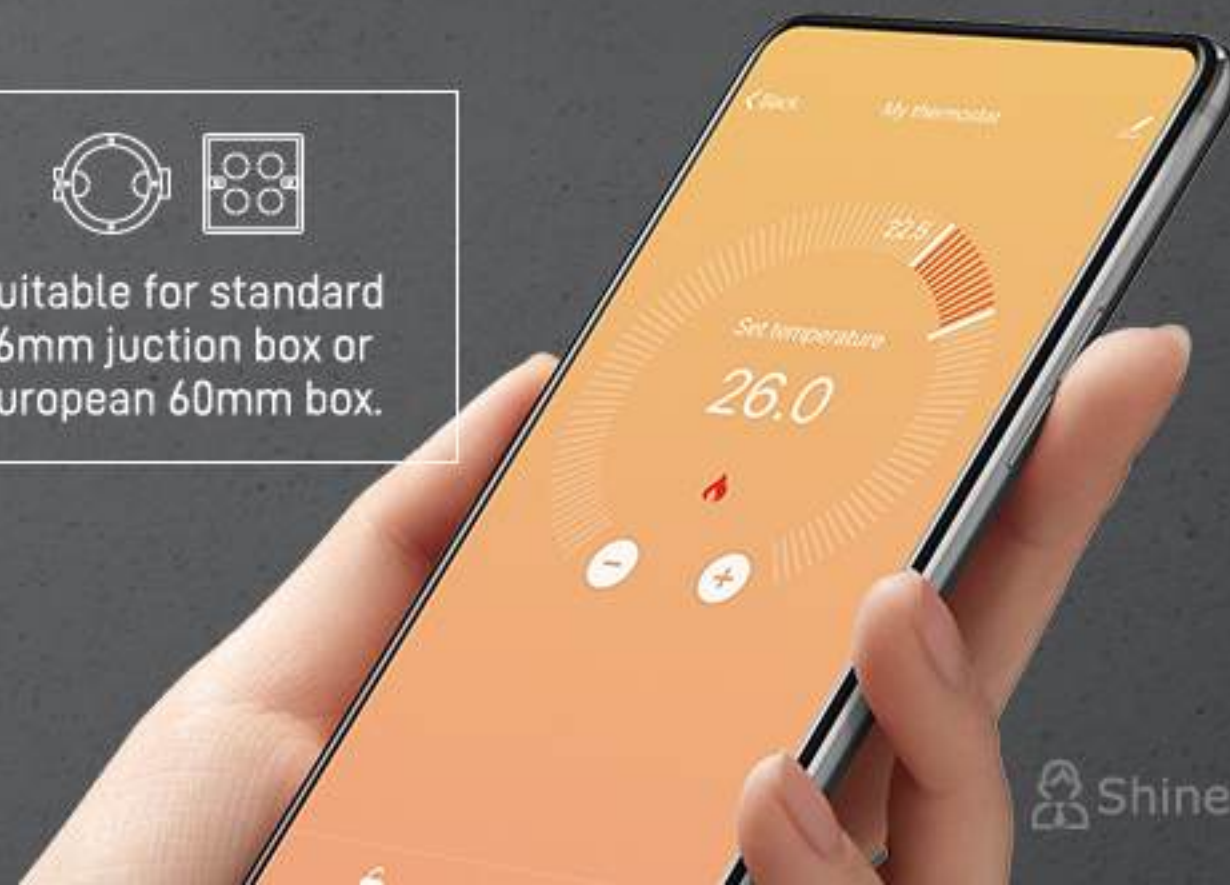 uitable for standard
6mm juction box or
uropean 60mm box.
< Back
My thermostat
22.5
Set temperature
26.0
−
+
Shine